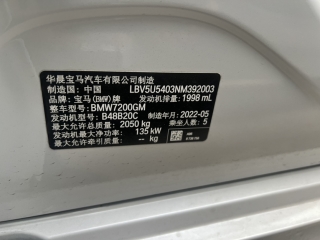 华晨宝马汽车有限公司制造
制造国：中国 LBV5U5403NM392003
品牌：宝马(BMW)牌 发动机排量：1998 mL
整车型号：BMW7200GM
发动机型号：B48B20C 制造年月：2022-05
最大允许总质量：2050 kg 乘坐人数：5
发动机最大净功率：135 kW
最大允许牵引质量：-- kg